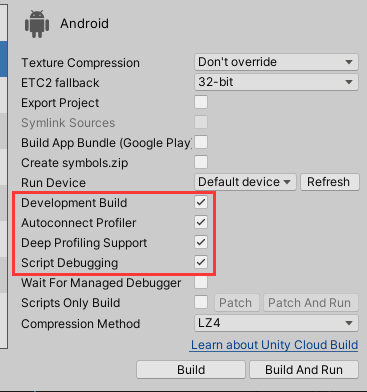 Android
Texture Compression Don't override
ETC2 fallback 32-bit
Export Project
Symlink Sources
Build App Bundle (Google Play)
Create symbols.zip
Run Device Default device Refresh
Development Build
Autoconnect Profiler
Deep Profiling Support
Script Debugging
Wait For Managed Debugger
Scripts Only Build Patch Patch And Run
Compression Method LZ4
Learn about Unity Cloud Build
Build Build And Run